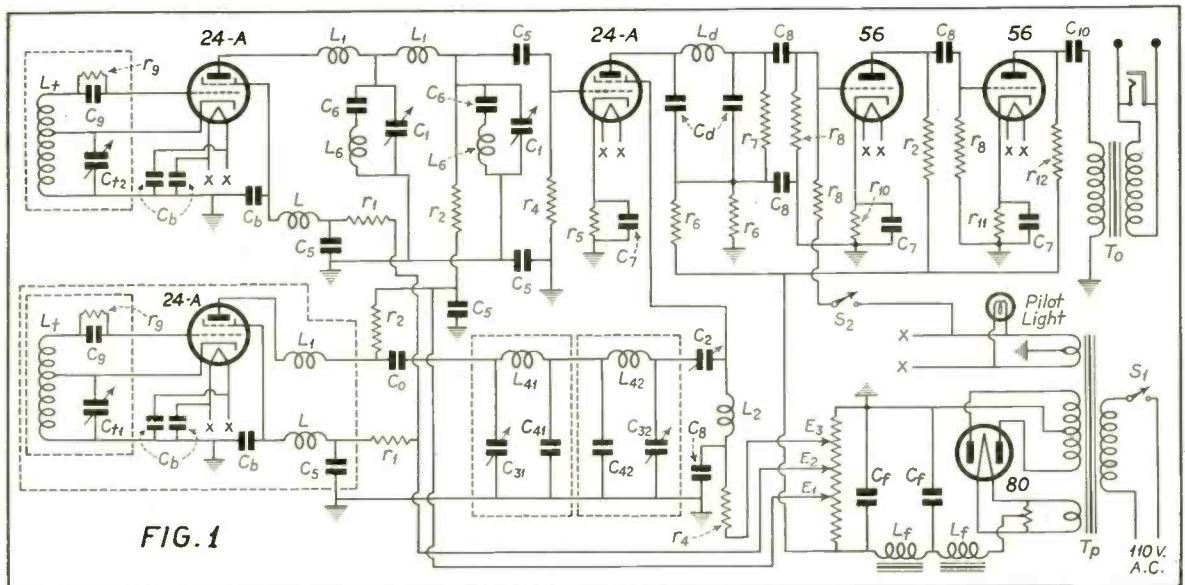 24-A
L1
L1
C5
24-A
Ld
C8
56
C8
56
C10
r9
Lt
Cg
C6
L6
C1
C6
L6
C1
Cd
r7
r8
r2
r8
r12
Ct2
Cb
x x
Cb
L
r1
C5
r2
r4
C5
x x
r5
C7
r6
r6
C8
r8
x x
r10
C7
x x
r11
C7
To
24-A
r9
Lt
Cg
L1
r2
C0
C5
L41
L42
C2
S2
Pilot
Light
x
x
Ct1
Cb
x x
Cb
L
r1
C5
C31
C41
C42
C32
L2
C8
r4
E3
E2
E1
Cf
Cf
80
S1
Lf
Lf
Tp
110 V.
A.C.
FIG. 1